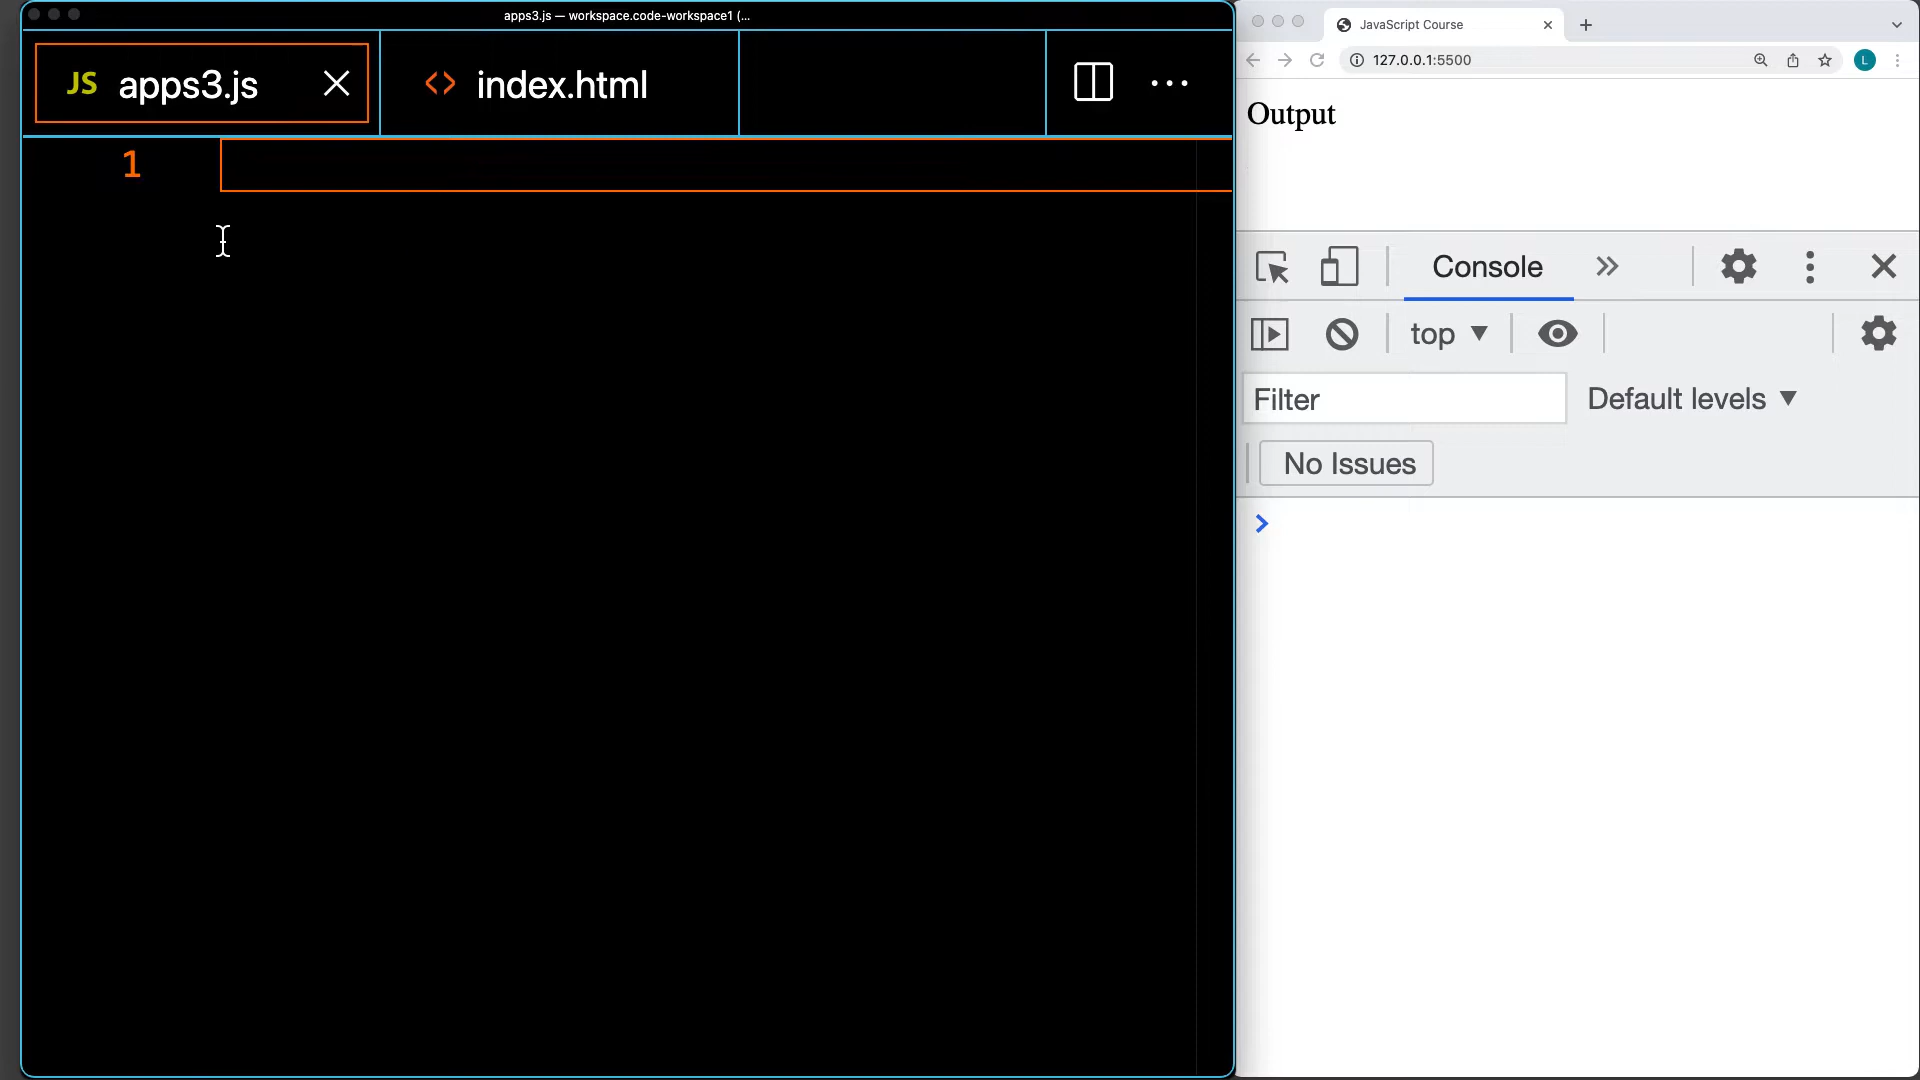 apps3.js — workspace.code-workspace1 (...
JS apps3.js
<> index.html
1
JavaScript Course
127.0.0.1:5500
L
Output
Console
top
Filter
Default levels
No Issues